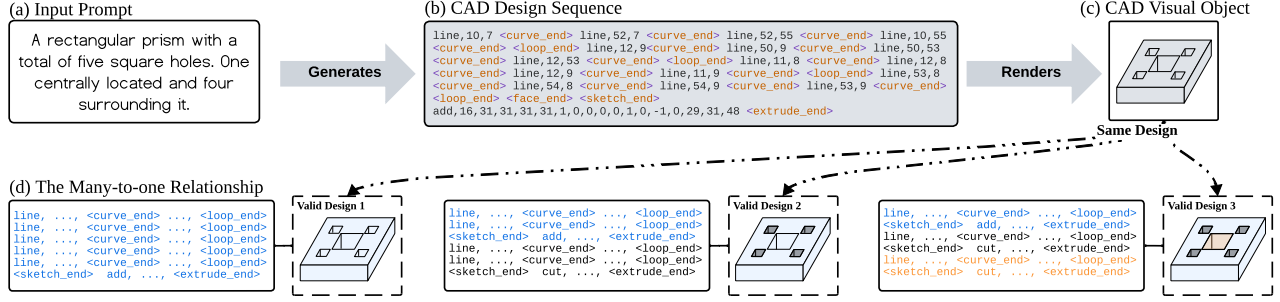 (a) Input Prompt
A rectangular prism with a
total of five square holes. One
centrally located and four
surrounding it.
Generates
(b) CAD Design Sequence
line,10,7 <curve_end> line,52,7 <curve_end> line,52,55 <curve_end> line,10,55
<curve_end> <loop_end> line,12,9<curve_end> line,50,9 <curve_end> line,50,53
<curve_end> line,12,53 <curve_end> <loop_end> line,11,8 <curve_end> line,12,8
<curve_end> line,12,9 <curve_end> line,11,9 <curve_end> <loop_end> line,53,8
<curve_end> line,54,8 <curve_end> line,54,9 <curve_end> line,53,9 <curve_end>
<loop_end> <face_end> <sketch_end>
add,16,31,31,31,31,1,0,0,0,0,1,0,-1,0,29,31,48 <extrude_end>
Renders
(c) CAD Visual Object
Same Design
(d) The Many-to-one Relationship
line, ..., <curve_end> ..., <loop_end>
line, ..., <curve_end> ..., <loop_end>
line, ..., <curve_end> ..., <loop_end>
line, ..., <curve_end> ..., <loop_end>
line, ..., <curve_end> ..., <loop_end>
<sketch_end> add, ..., <extrude_end>
Valid Design 1
line, ..., <curve_end> ..., <loop_end>
line, ..., <curve_end> ..., <loop_end>
<sketch_end> add, ..., <extrude_end>
line, ..., <curve_end> ..., <loop_end>
line, ..., <curve_end> ..., <loop_end>
<sketch_end> cut, ..., <extrude_end>
Valid Design 2
line, ..., <curve_end> ..., <loop_end>
<sketch_end> add, ..., <extrude_end>
line, ..., <curve_end> ..., <loop_end>
<sketch_end> cut, ..., <extrude_end>
line, ..., <curve_end> ..., <loop_end>
<sketch_end> cut, ..., <extrude_end>
Valid Design 3